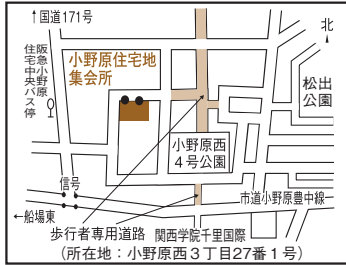 ↑国道171号
北
阪急小野原
住宅中央バス停
小野原住宅地
集会所
松出
公園
小野原西
4号公園
信号
市道小野原豊中線
←船場東
歩行者専用道路
関西学院千里国際
(所在地:小野原西3丁目27番1号)